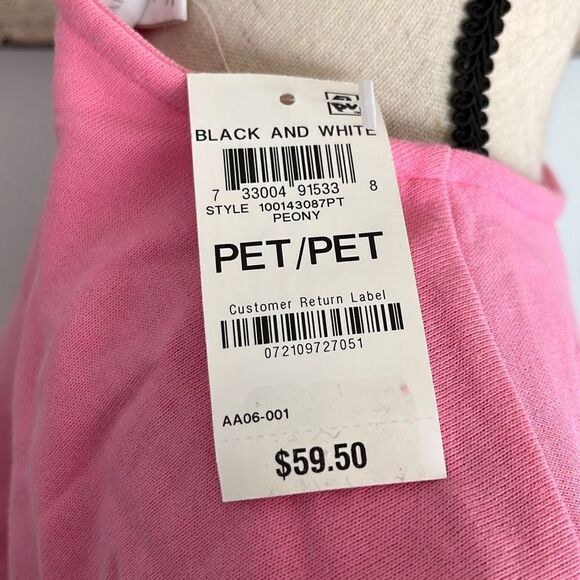 BLACK AND WHITE
7 33004 91533 8
STYLE 100143087PT
PEONY
PET/PET
Customer Return Label
072109727051
AA06-001
$59.50